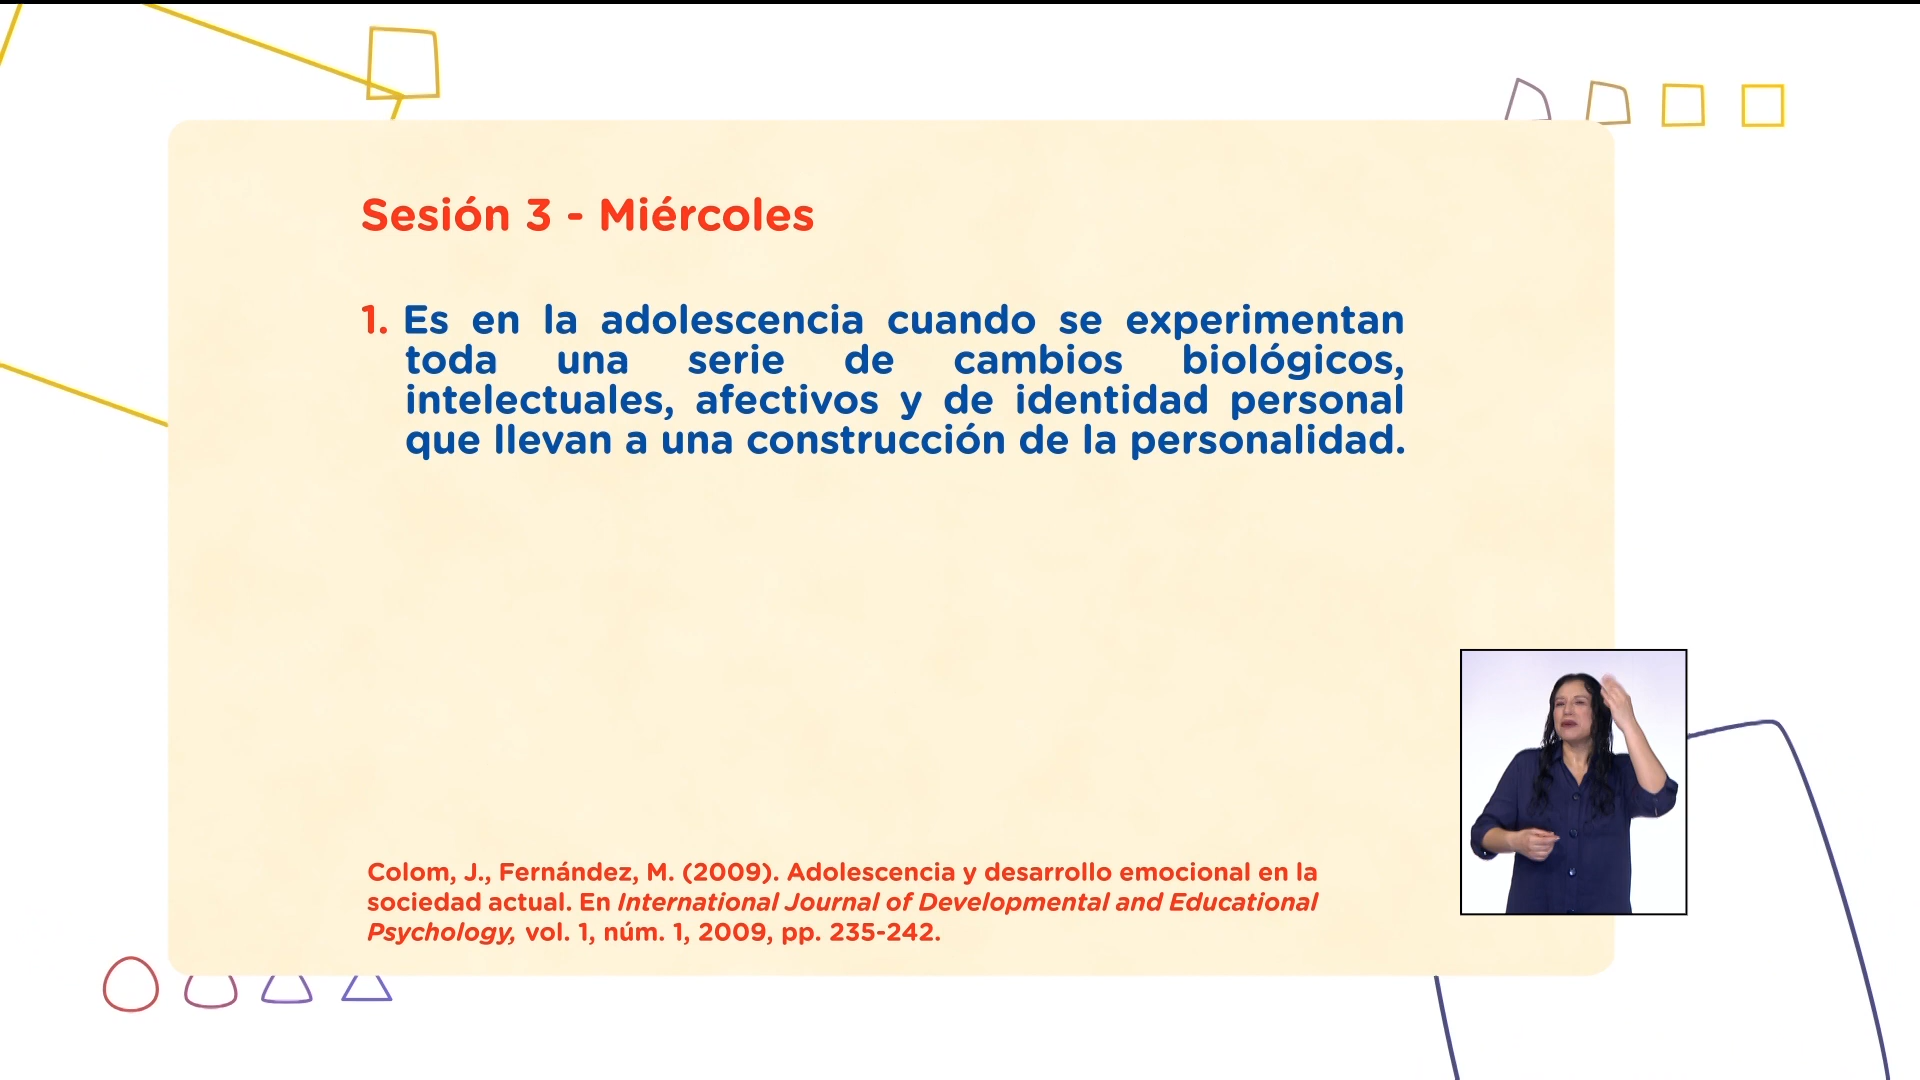 Sesión 3 - Miércoles
1. Es en la adolescencia cuando se experimentan
toda una serie de cambios biológicos,
intelectuales, afectivos y de identidad personal
que llevan a una construcción de la personalidad.
Colom, J., Fernández, M. (2009). Adolescencia y desarrollo emocional en la
sociedad actual. En International Journal of Developmental and Educational
Psychology, vol. 1, núm. 1, 2009, pp. 235-242.